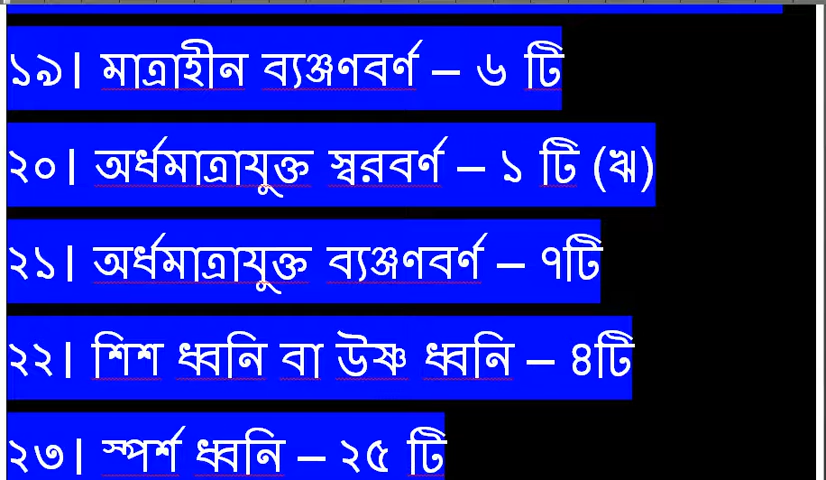 ১৯। মাত্রাহীন ব্যঞ্জণবর্ণ – ৬ টি
২০। অর্ধমাত্রাযুক্ত স্বরবর্ণ – ১ টি (ঋ)
২১। অর্ধমাত্রাযুক্ত ব্যঞ্জণবর্ণ – ৭টি
২২। শিশ ধ্বনি বা উষ্ণ ধ্বনি – ৪টি
২৩। স্পর্শ ধ্বনি – ২৫ টি